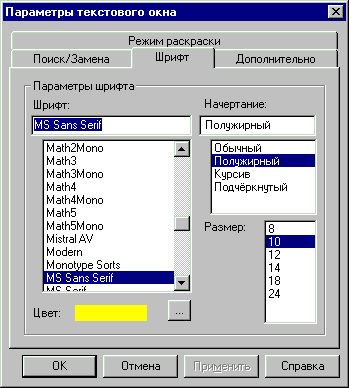 Параметры текстового окна
Режим раскраски
Поиск/Замена
Шрифт
Дополнительно
Параметры шрифта
Шрифт:
MS Sans Serif
Math2Mono
Math3
Math3Mono
Math4
Math4Mono
Math5
Math5Mono
Mistral AV
Modern
Monotype Sorts
MS Sans Serif
MS Serif
Начертание:
Полужирный
Обычный
Полужирный
Курсив
Подчёркнутый
Размер:
8
10
12
14
18
24
Цвет:
...
OK
Отмена
Применить
Справка